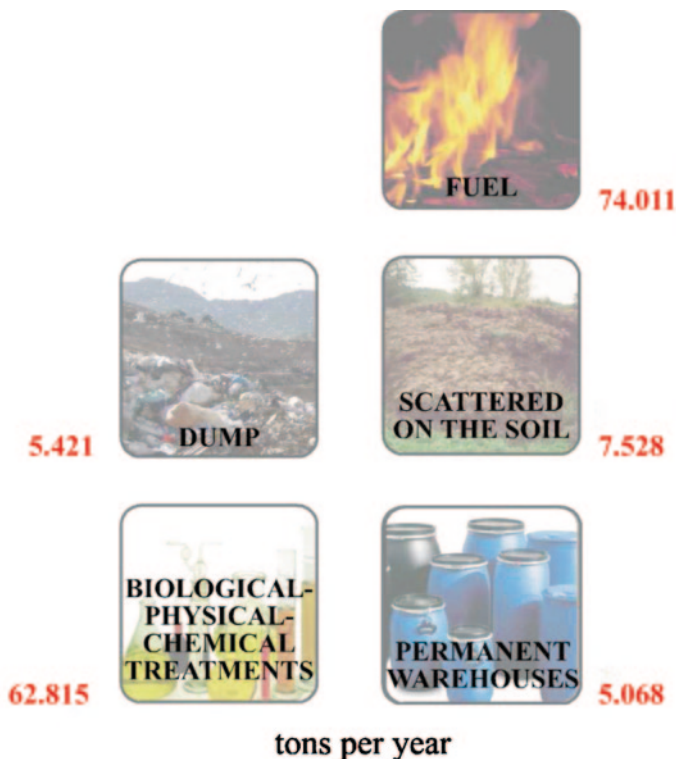 FUEL
74.011
DUMP
5.421
SCATTERED
ON THE SOIL
7.528
BIOLOGICAL-
PHYSICAL-
CHEMICAL
TREATMENTS
62.815
PERMANENT
WAREHOUSES
5.068
tons per year